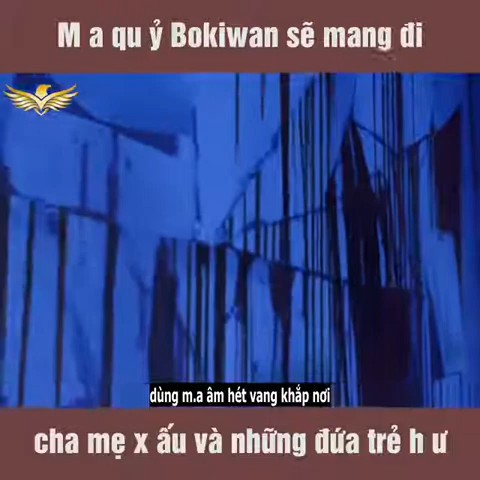 M a qu ỷ Bokiwan sẽ mang đi
dùng m.a âm hét vang khắp nơi
cha mẹ x ấu và những đứa trẻ h ư